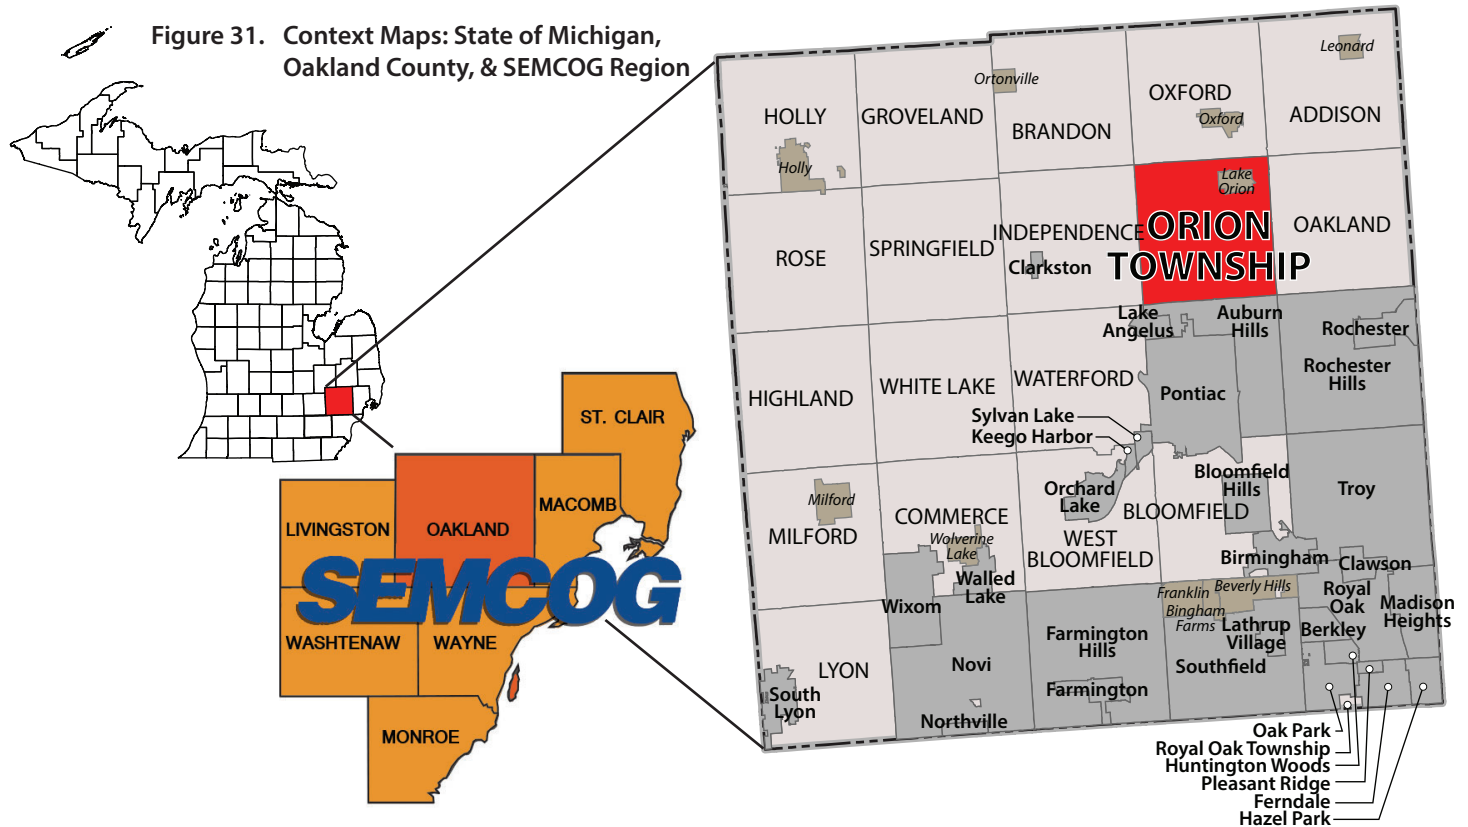 Figure 31. Context Maps: State of Michigan,
Oakland County, & SEMCOG Region
Leonard
Ortonville
OXFORD
HOLLY
GROVELAND
BRANDON
Oxford
ADDISON
Holly
Lake
Orion
INDEPENDENCE
ORION
TOWNSHIP
OAKLAND
ROSE
SPRINGFIELD
Clarkston
Lake
Angelus
Auburn
Hills
Rochester
Rochester
Hills
HIGHLAND
WHITE LAKE
WATERFORD
Pontiac
Sylvan Lake
Keego Harbor
Bloomfield
Hills
Orchard
Lake
Troy
Milford
MILFORD
COMMERCE
Wolverine
Lake
BLOOMFIELD
WEST
BLOOMFIELD
Walled
Lake
Wixom
Birmingham
Clawson
Franklin
Beverly Hills
Bingham
Farms
Royal
Oak
Madison
Heights
Lathrup
Village
Berkley
Farmington
Hills
Southfield
LYON
Novi
South
Lyon
Farmington
Northville
Oak Park
Royal Oak Township
Huntington Woods
Pleasant Ridge
Ferndale
Hazel Park
ST. CLAIR
MACOMB
LIVINGSTON
OAKLAND
SEMCOG
WASHTENAW
WAYNE
MONROE